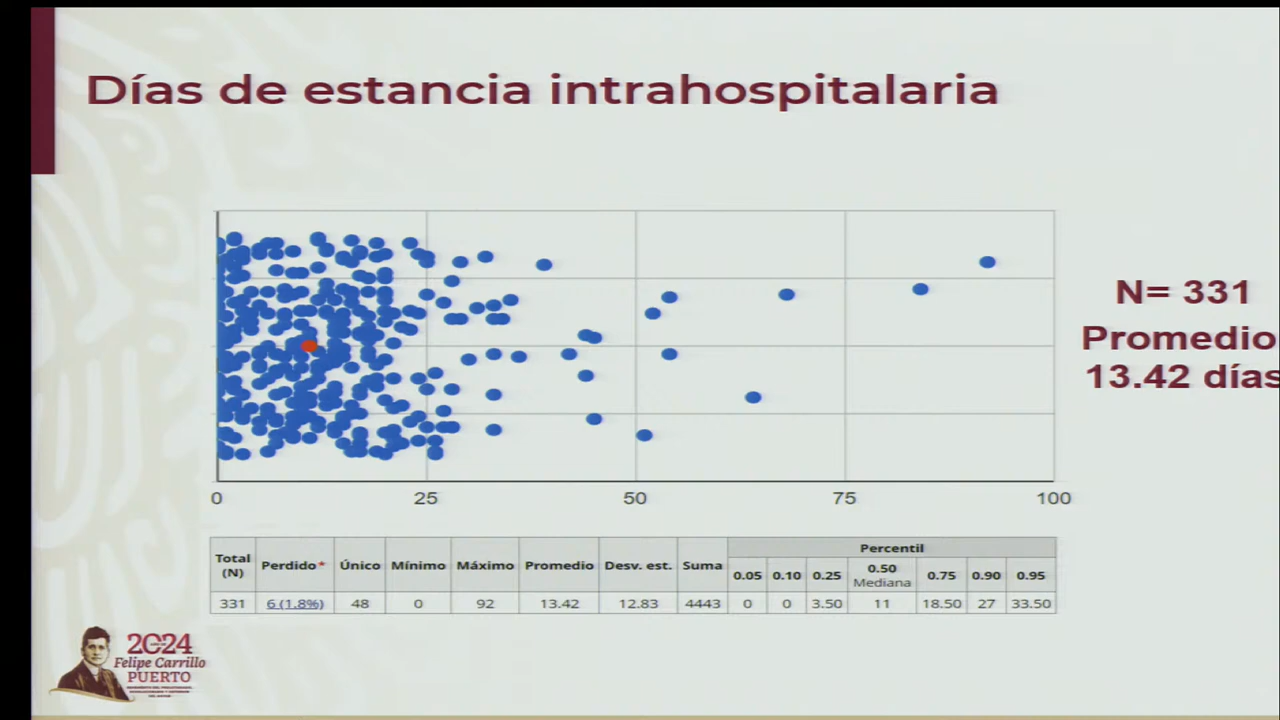 Días de estancia intrahospitalaria
N= 331
Promedio
13.42 días
0 25 50 75 100
Total (N) Perdido* Único Mínimo Máximo Promedio Desv. est. Suma Percentil
0.05 0.10 0.25 0.50 Mediana 0.75 0.90 0.95
331 6 (1.8%) 48 0 92 13.42 12.83 4443 0 0 3.50 11 18.50 27 33.50
2024
Felipe Carrillo
PUERTO